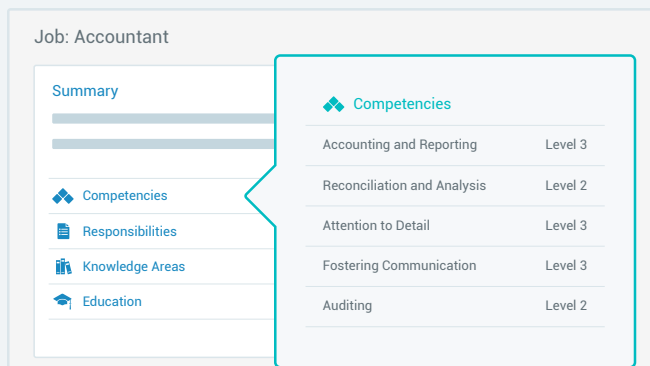 Job: Accountant
Summary
Competencies
Responsibilities
Knowledge Areas
Education
Competencies
Accounting and Reporting Level 3
Reconciliation and Analysis Level 2
Attention to Detail Level 3
Fostering Communication Level 3
Auditing Level 2